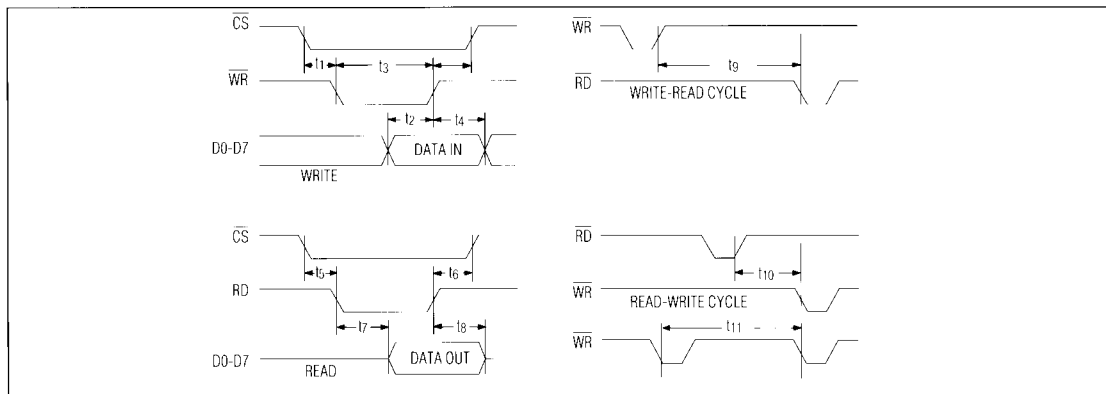 CS
t1
t3
WR
t2
t4
D0-D7
DATA IN
WRITE
WR
t9
RD
WRITE-READ CYCLE
CS
t5
t6
RD
t7
t8
D0-D7
DATA OUT
READ
RD
t10
WR
READ-WRITE CYCLE
t11
WR